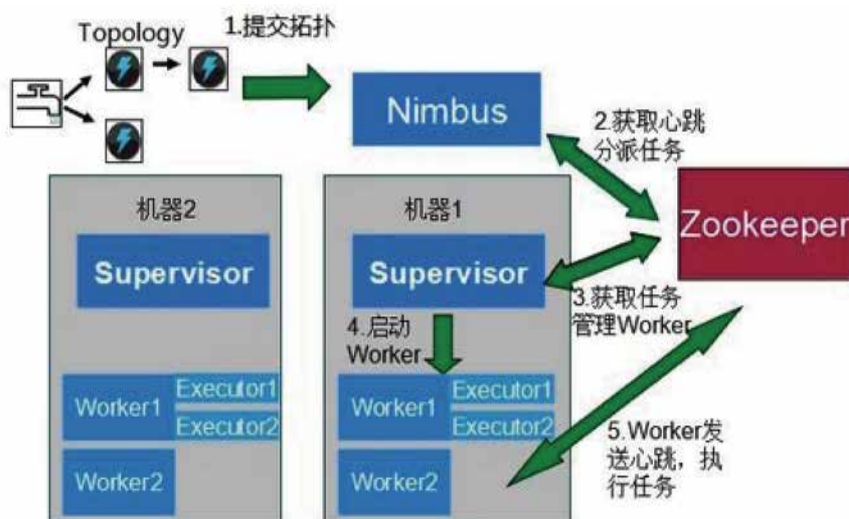 Topology
1.提交拓扑
Nimbus
2.获取心跳
分派任务
机器2
机器1
Zookeeper
Supervisor
Supervisor
3.获取任务
管理Worker
4.启动
Worker
Worker1
Executor1
Executor2
Worker1
Executor1
Executor2
5.Worker发
送心跳，执
行任务
Worker2
Worker2